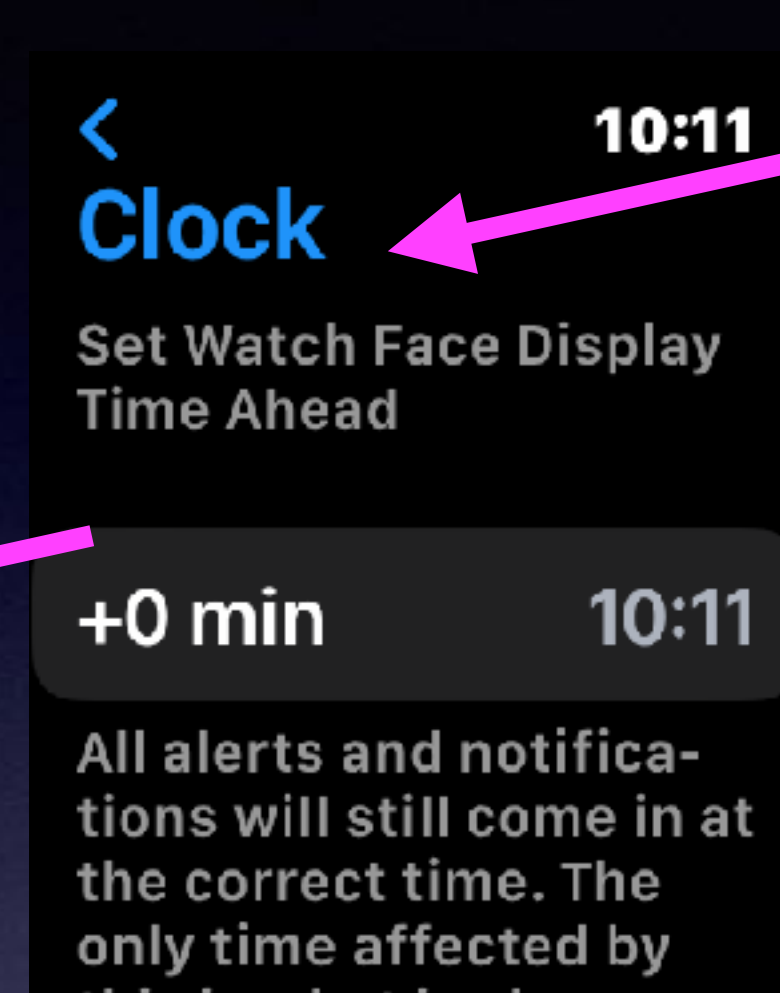 10:11
Clock
Set Watch Face Display
Time Ahead
+0 min 10:11
All alerts and notifica-
tions will still come in at
the correct time. The
only time affected by